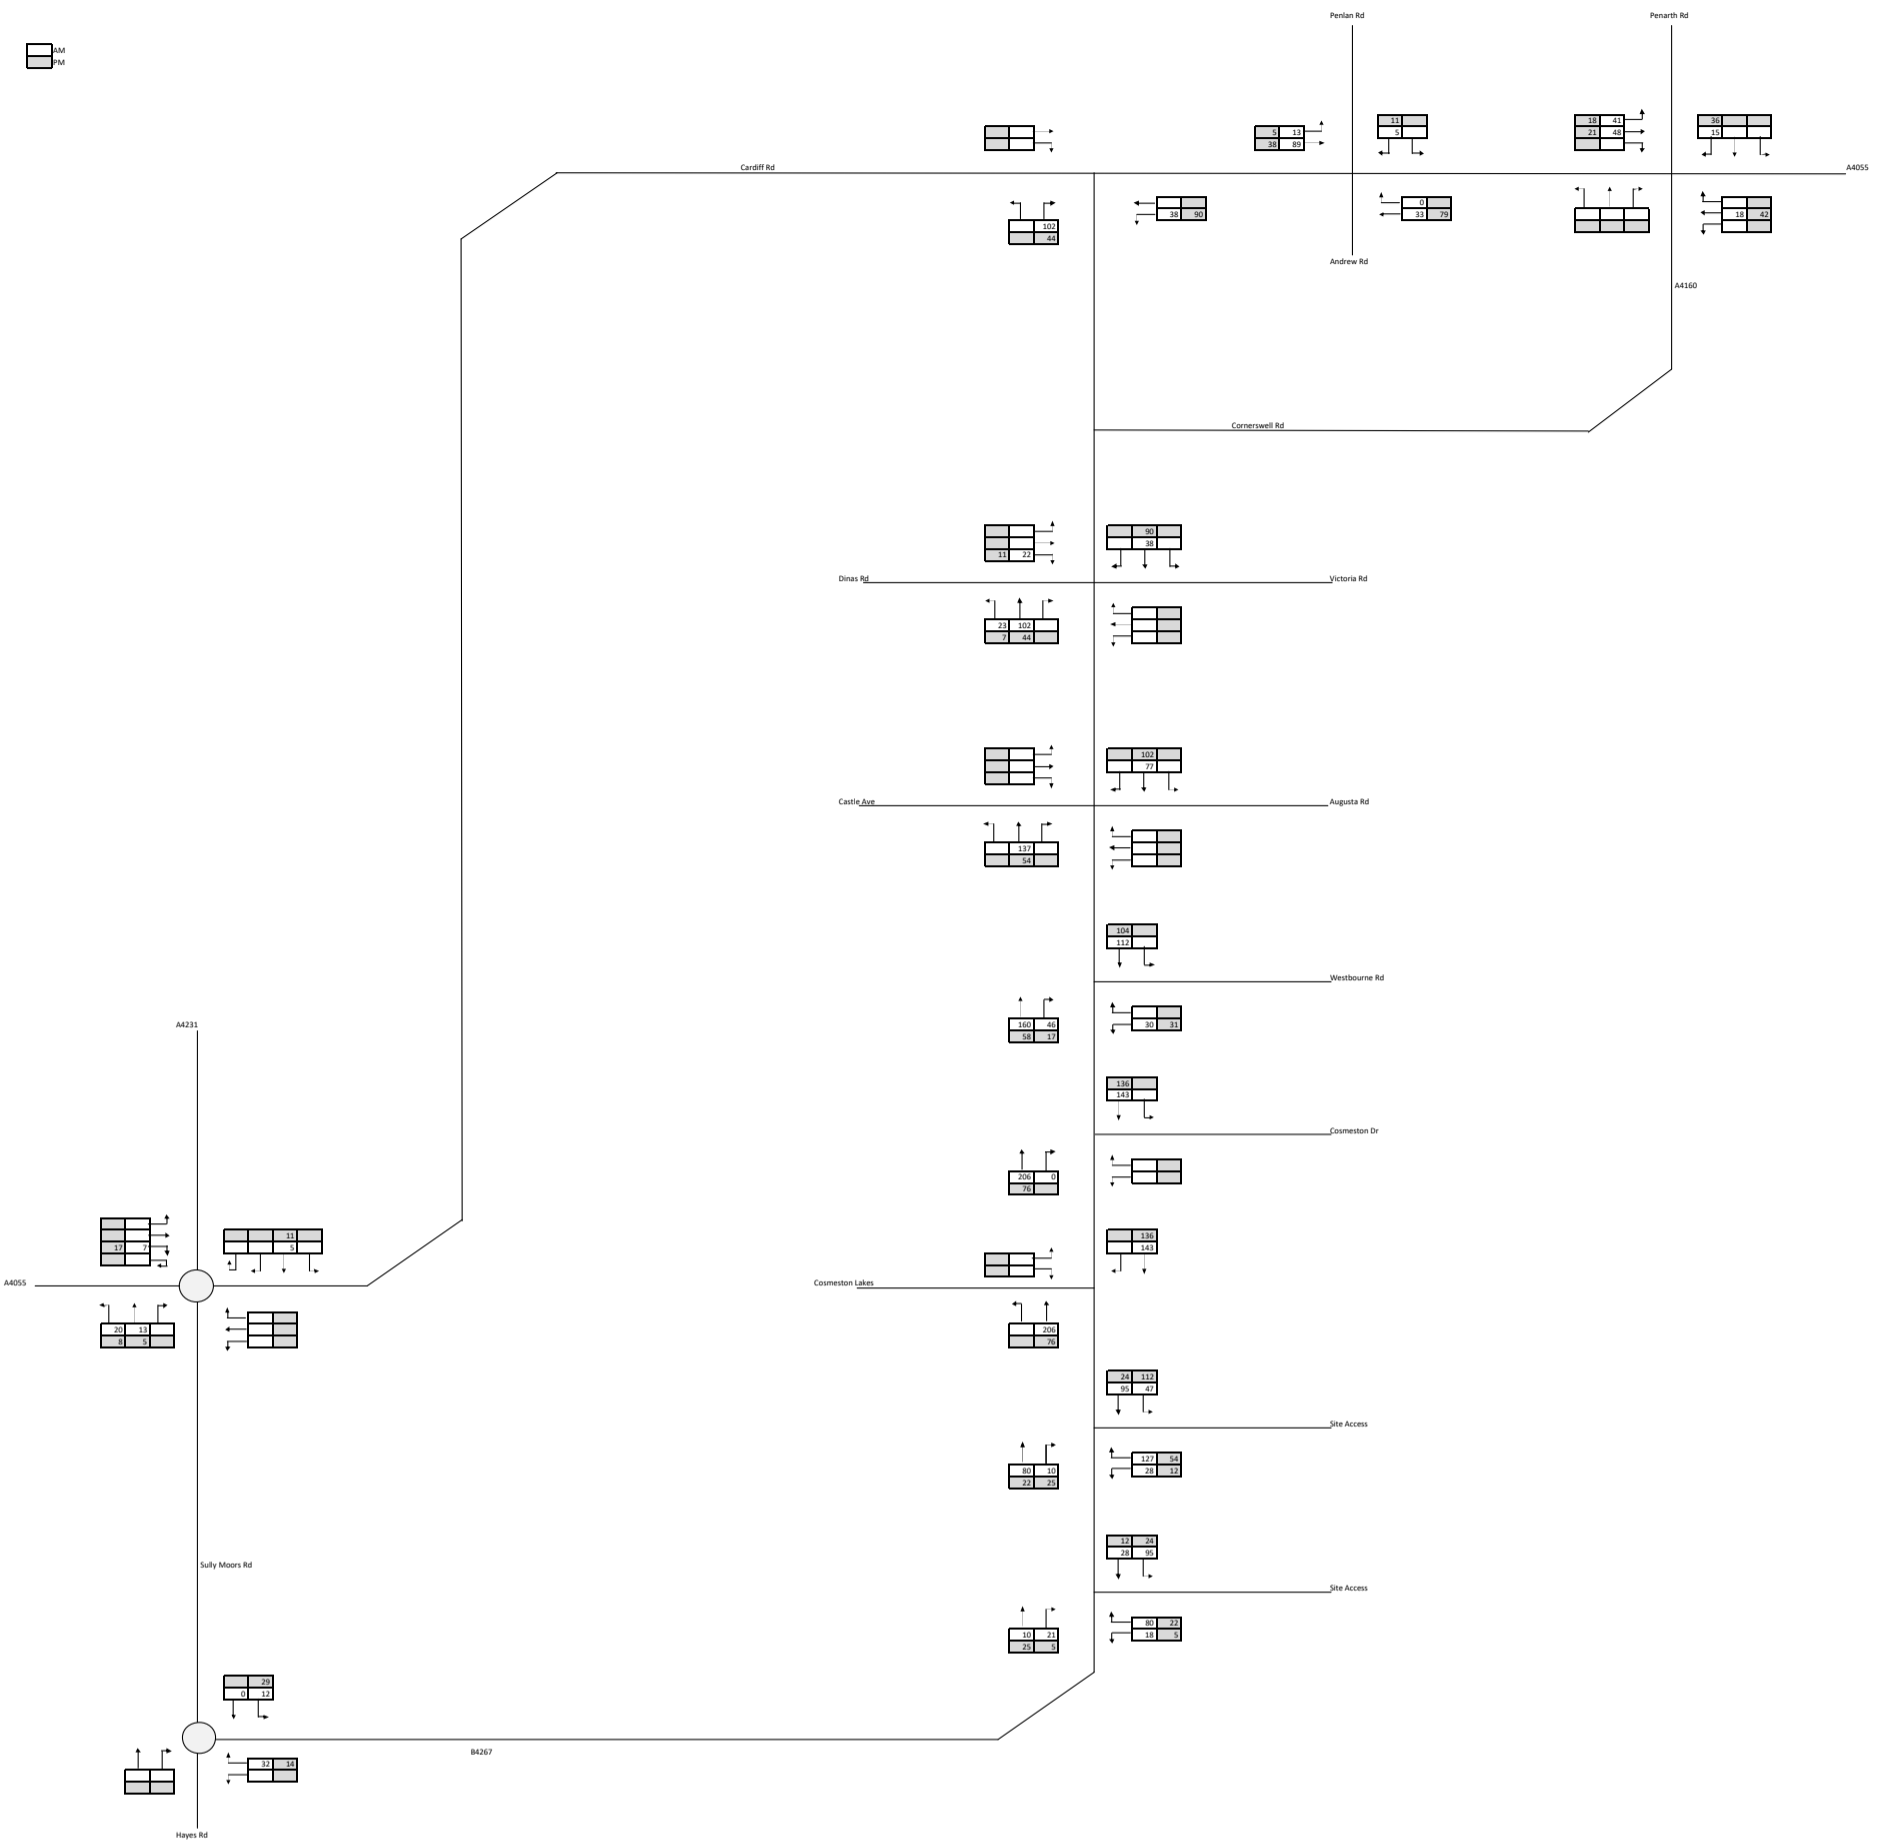 Penlan Rd Penarth Rd
AM
PM
5 13
38 89
11
5
18 41
21 48
36
15
Cardiff Rd
A4055
102
44
38 90
0
33 79
18 42
Andrew Rd
A4160
Cornerswell Rd
11 22
90
38
Dinas Rd
Victoria Rd
23 102
7 44
102
77
Castle Ave
Augusta Rd
137
54
104
112
Westbourne Rd
160 46
58 17
30 31
A4231
136
143
Cosmeston Dr
206 0
76
17 7
11
5
136
143
A4055
Cosmeston Lakes
20 13
8 5
206
76
24 112
95 47
Site Access
80 10
22 25
127 54
28 12
12 24
28 95
Sully Moors Rd
Site Access
10 21
25 5
80 22
18 5
29
0 12
B4267
32 14
Hayes Rd